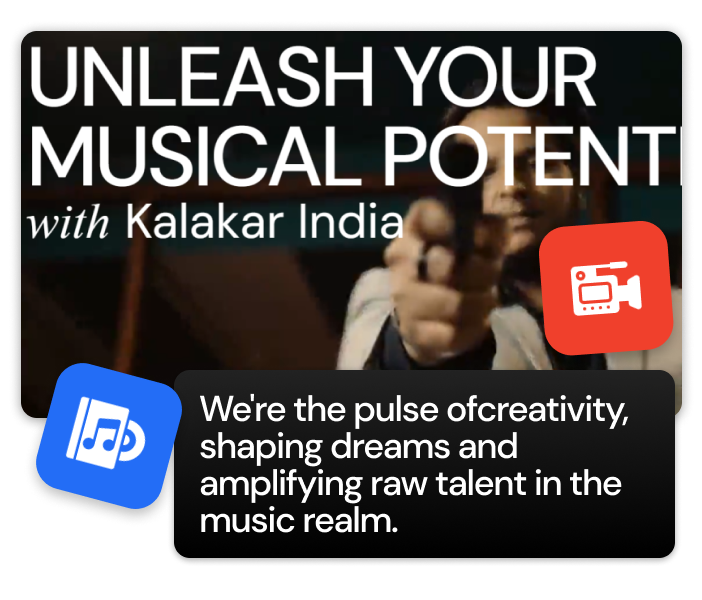 UNLEASH YOUR
MUSICAL POTENTI
with Kalakar India
We're the pulse ofcreativity,
shaping dreams and
amplifying raw talent in the
music realm.